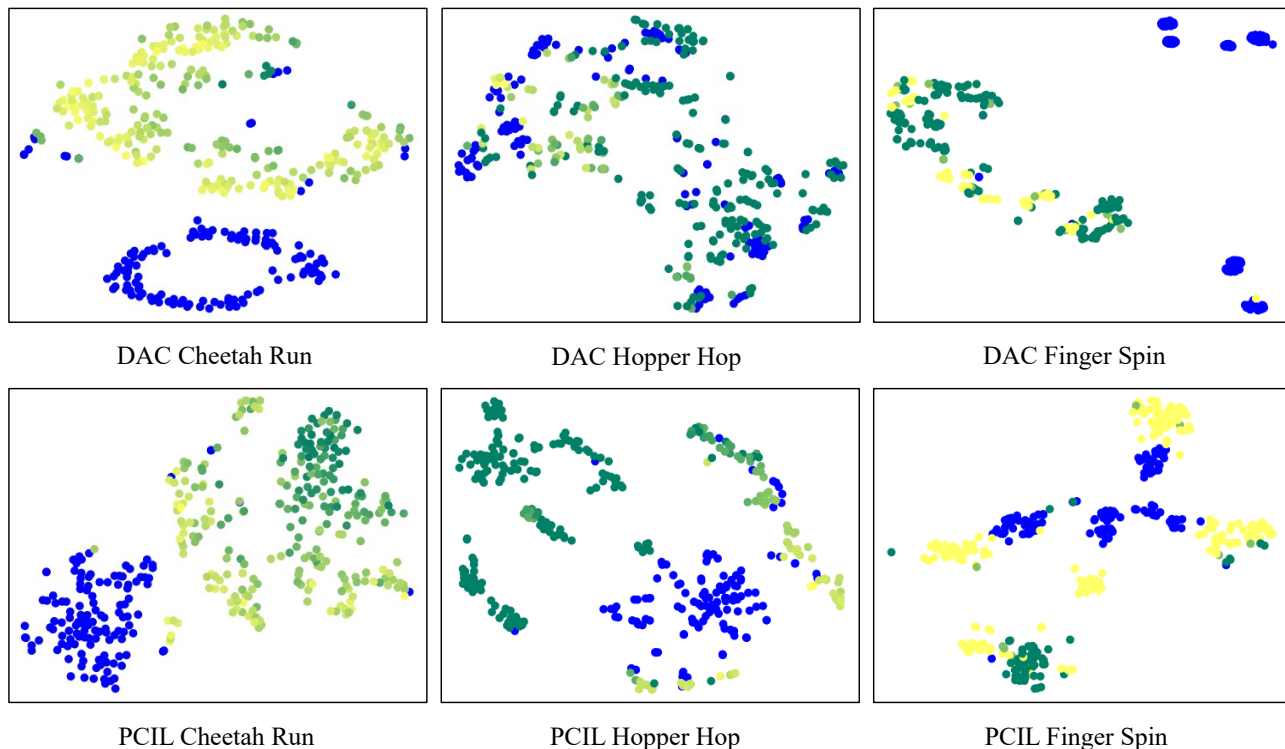 DAC Cheetah Run
DAC Hopper Hop
DAC Finger Spin
PCIL Cheetah Run
PCIL Hopper Hop
PCIL Finger Spin